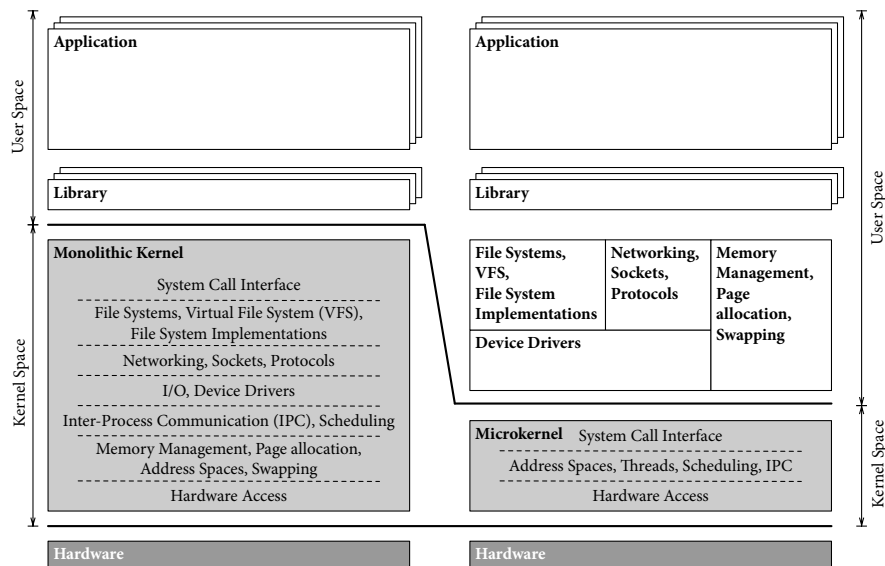 User Space
Application
Library
Kernel Space
Monolithic Kernel
System Call Interface
File Systems, Virtual File System (VFS),
File System Implementations
Networking, Sockets, Protocols
I/O, Device Drivers
Inter-Process Communication (IPC), Scheduling
Memory Management, Page allocation,
Address Spaces, Swapping
Hardware Access
Hardware
Application
Library
User Space
File Systems,
VFS,
File System
Implementations
Networking,
Sockets,
Protocols
Memory
Management,
Page
allocation,
Swapping
Device Drivers
Microkernel System Call Interface
Address Spaces, Threads, Scheduling, IPC
Hardware Access
Kernel Space
Hardware